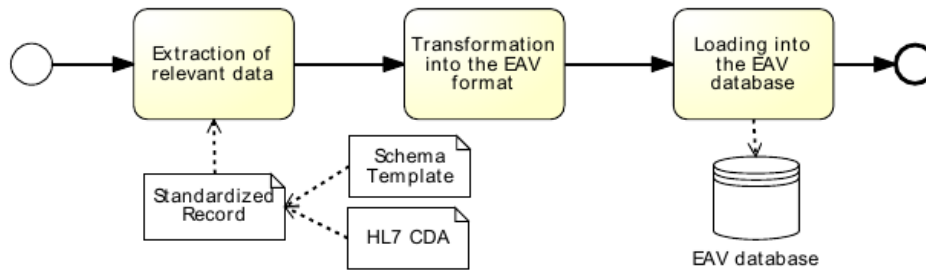 Extraction of
relevant data
Transformation
into the EAV
format
Loading into
the EAV
database
Schema
Template
Standardized
Record
HL7 CDA
EAV database